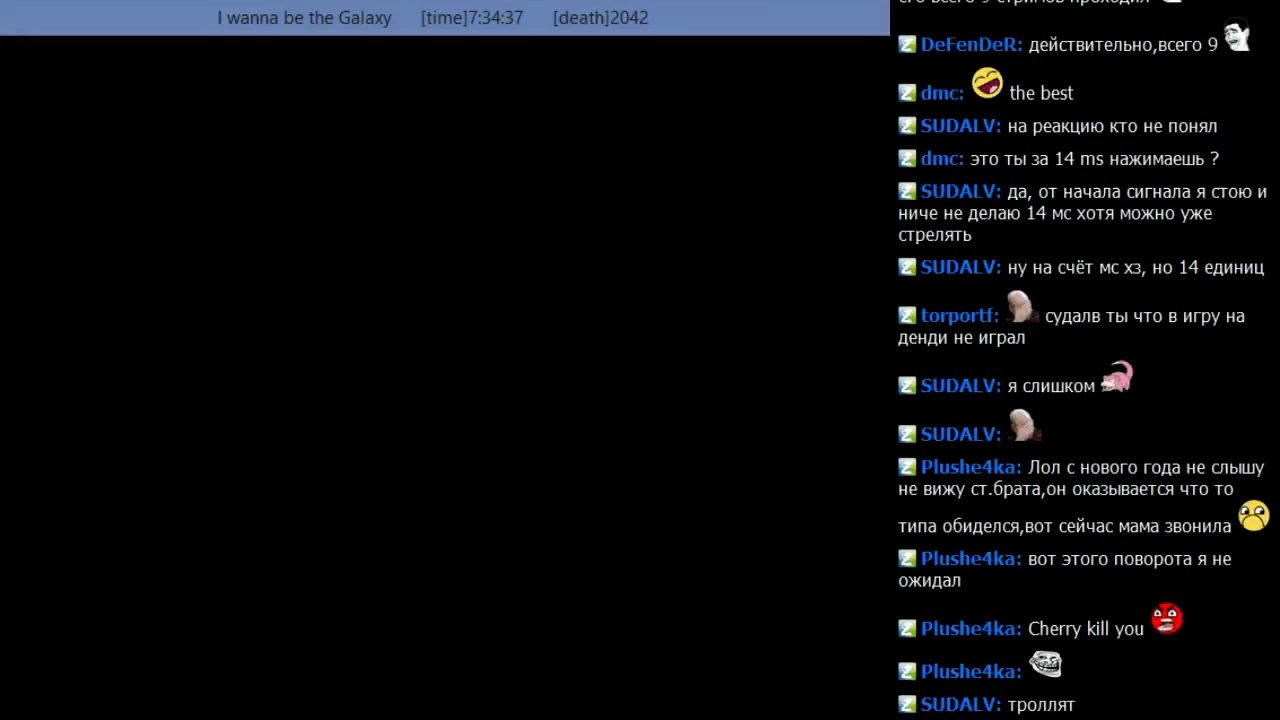 I wanna be the Galaxy [time]7:34:37 [death]2042
DeFenDeR: действительно,всего 9
dmc: the best
SUDALV: на реакцию кто не понял
dmc: это ты за 14 ms нажимаешь ?
SUDALV: да, от начала сигнала я стою и
ниче не делаю 14 мс хотя можно уже
стрелять
SUDALV: ну на счёт мс хз, но 14 единиц
torportf: судалв ты что в игру на
денди не играл
SUDALV: я слишком
SUDALV:
Plushe4ka: Лол с нового года не слышу
не вижу ст.брата,он оказывается что то
типа обиделся,вот сейчас мама звонила
Plushe4ka: вот этого поворота я не
ожидал
Plushe4ka: Cherry kill you
Plushe4ka:
SUDALV: троллят